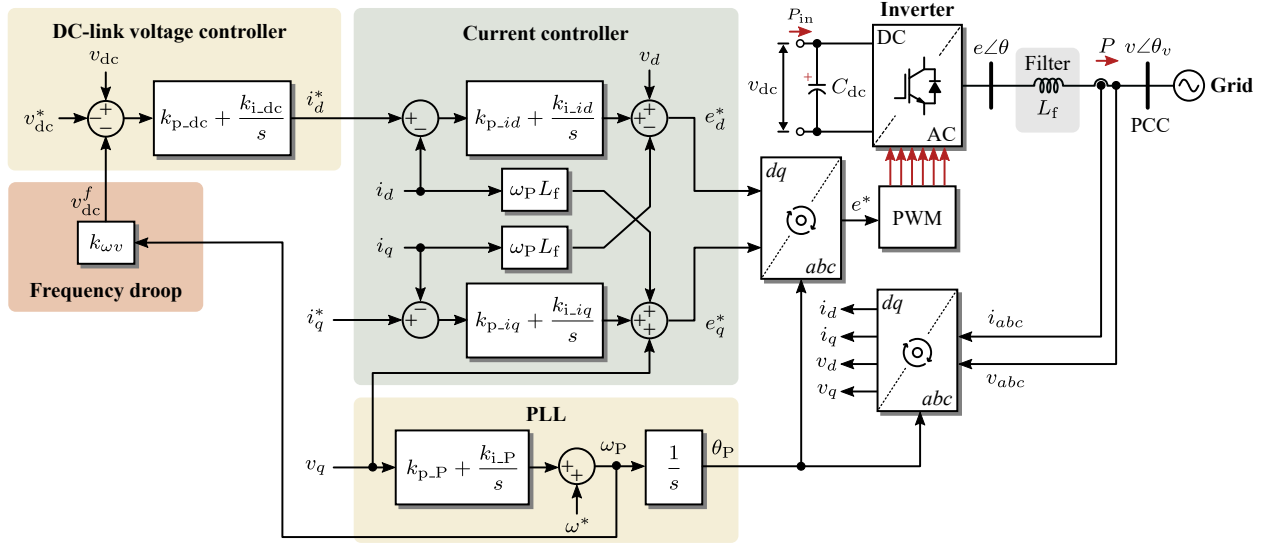 DC-link voltage controller
v_dc
v*_dc
+
−
−
k_p_dc + k_i_dc/s
i*_d
v^f_dc
k_ωv
Frequency droop
Current controller
v_d
+
−
k_p_id + k_i_id/s
+
+
−
e*_d
i_d
ω_P L_f
i_q
ω_P L_f
i*_q
−
+
k_p_iq + k_i_iq/s
+
+
+
e*_q
PLL
v_q
k_p_P + k_i_P/s
+
+
ω*
ω_P
1/s
θ_P
Inverter
P_in
DC
AC
v_dc
+
C_dc
e∠θ
Filter
L_f
P
v∠θ_v
PCC
Grid
dq
abc
e*
PWM
dq
abc
i_d
i_q
v_d
v_q
i_abc
v_abc